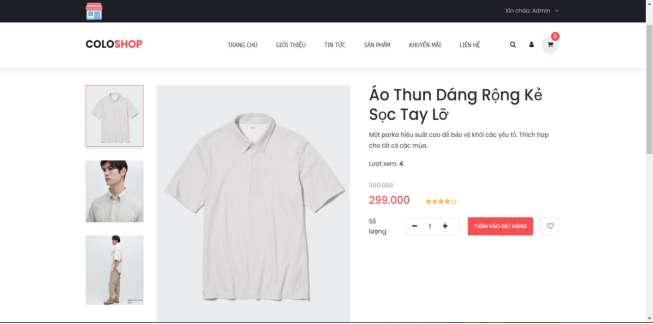 Xin chào: Admin
COLOSHOP
TRANG CHỦ GIỚI THIỆU TIN TỨC SẢN PHẨM KHUYẾN MÃI LIÊN HỆ
0
Áo Thun Dáng Rộng Kẻ
Sọc Tay Lỡ
Một parka hiệu suất cao để bảo vệ khỏi các yếu tố. Thích hợp
cho tất cả các mùa.
Lượt xem: 4
399.000
299.000
Số
lượng
- 1 +
THÊM VÀO GIỎ HÀNG